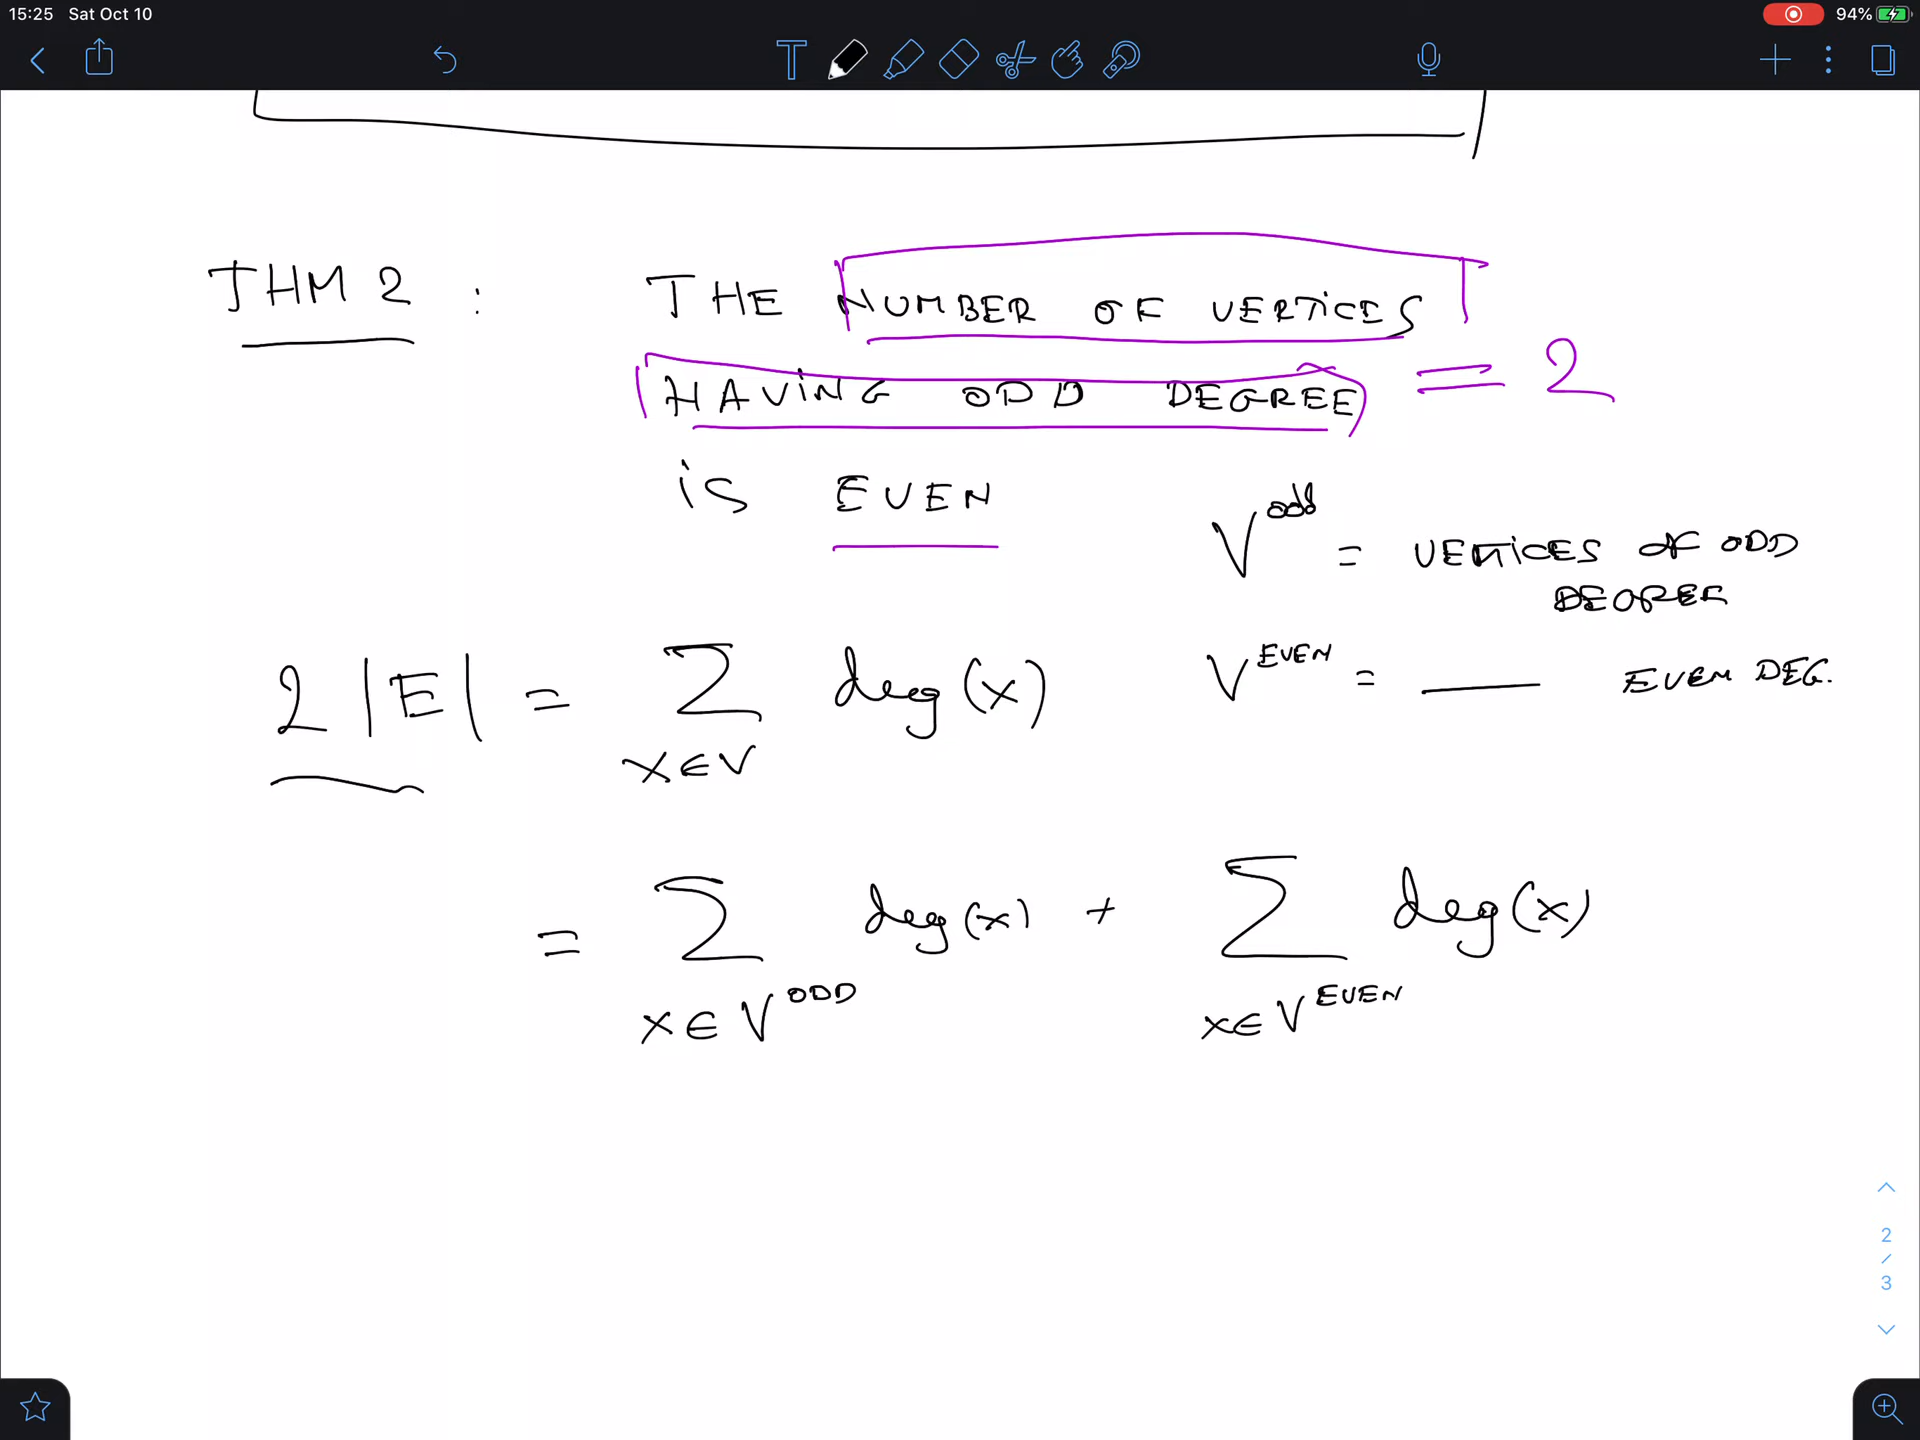 15:25 Sat Oct 10
94%
THM 2 : THE NUMBER OF VERTICES
HAVING ODD DEGREE = 2
is EVEN
V^odd = VERTICES OF ODD
DEGREE
2 |E| = Σ deg(x)
x∈V
V^EVEN = —— EVEN DEG.
= Σ deg(x) + Σ deg(x)
x∈V^ODD x∈V^EVEN
2
/
3